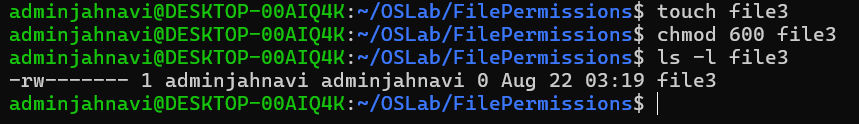 adminjahnavi@DESKTOP-00AIQ4K:~/OSLab/FilePermissions$ touch file3
adminjahnavi@DESKTOP-00AIQ4K:~/OSLab/FilePermissions$ chmod 600 file3
adminjahnavi@DESKTOP-00AIQ4K:~/OSLab/FilePermissions$ ls -l file3
-rw------- 1 adminjahnavi adminjahnavi 0 Aug 22 03:19 file3
adminjahnavi@DESKTOP-00AIQ4K:~/OSLab/FilePermissions$